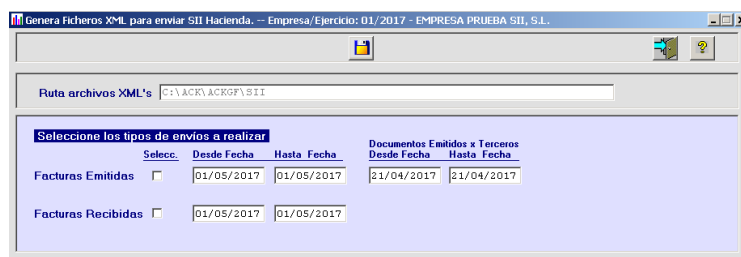 Genera Ficheros XML para enviar SII Hacienda. -- Empresa/Ejercicio: 01/2017 - EMPRESA PRUEBA SII, S.L.
?
Ruta archivos XML's C:\ACK\ACKGF\SII
Seleccione los tipos de envíos a realizar
Documentos Emitidos x Terceros
Selecc. Desde Fecha Hasta Fecha Desde Fecha Hasta Fecha
Facturas Emitidas 01/05/2017 01/05/2017 21/04/2017 21/04/2017
Facturas Recibidas 01/05/2017 01/05/2017